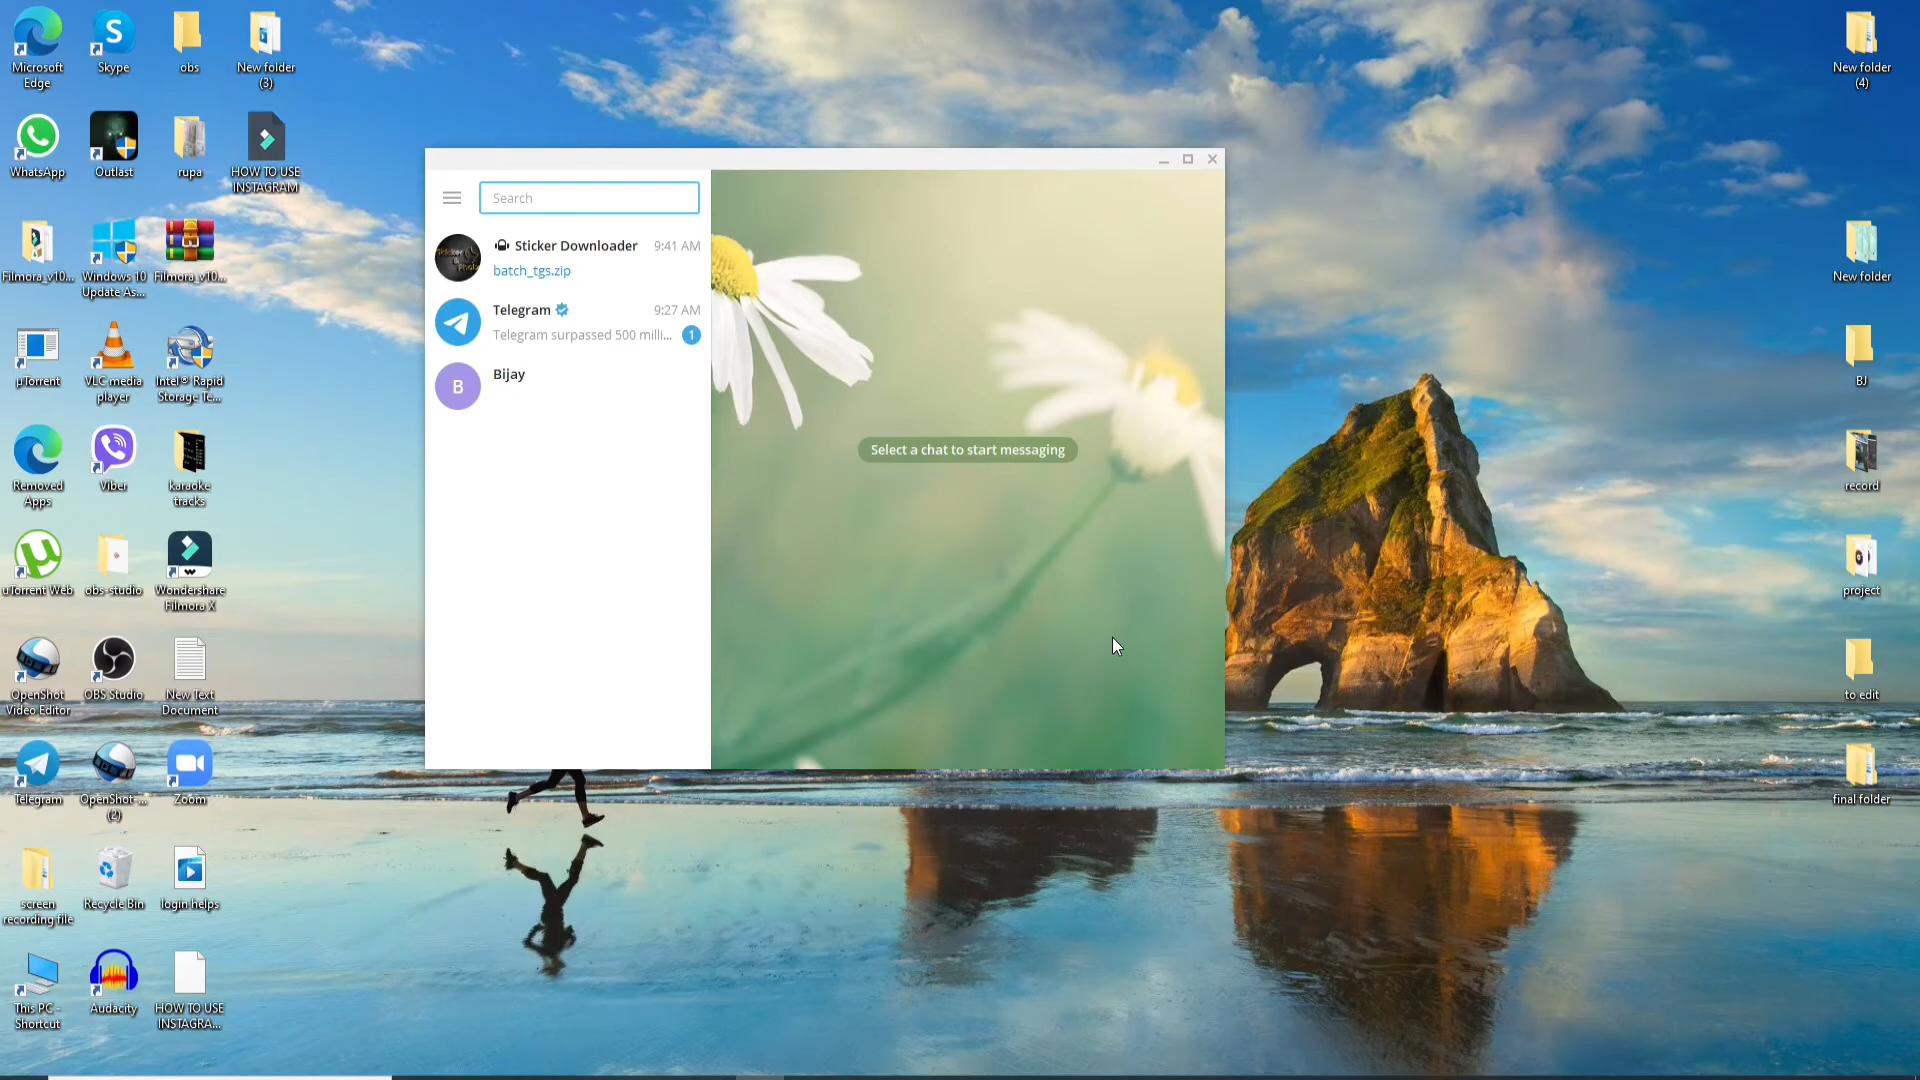 Microsoft
Edge
Skype
obs
New folder
(3)
New folder
(4)
WhatsApp
Outlast
rupa
HOW TO USE
INSTAGRAM
Search
Sticker Downloader
9:41 AM
batch_tgs.zip
Telegram
9:27 AM
Telegram surpassed 500 milli...
1
B
Bijay
Select a chat to start messaging
Filmora_v10...
Windows 10
Update As...
Filmora_v10...
New folder
µTorrent
VLC media
player
Intel® Rapid
Storage Te...
BJ
Removed
Apps
Viber
karaoke
tracks
record
uTorrent Web
obs-studio
Wondershare
Filmora X
project
OpenShot
Video Editor
OBS Studio
New Text
Document
to edit
Telegram
OpenShot-...
(2)
Zoom
final folder
screen
recording file
Recycle Bin
login helps
This PC -
Shortcut
Audacity
HOW TO USE
INSTAGRA...